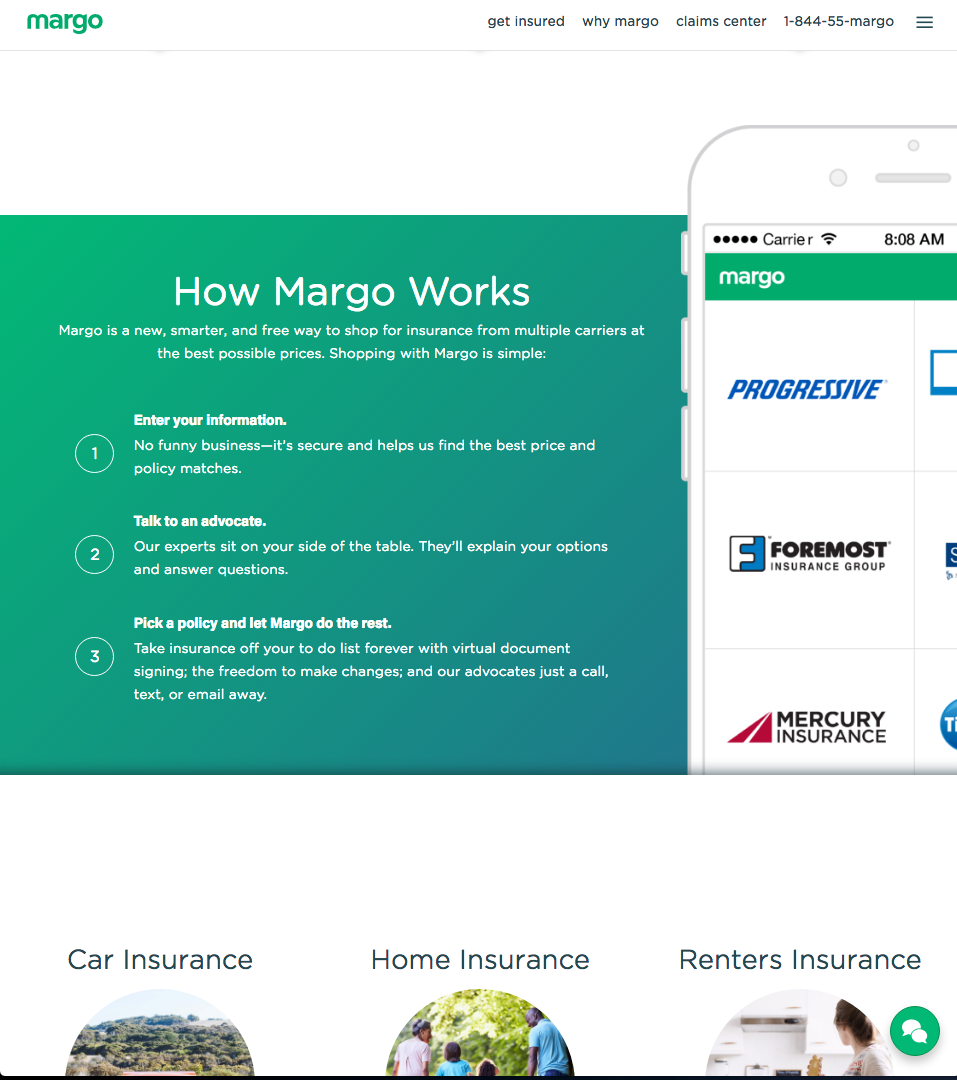 margo
get insured why margo claims center 1-844-55-margo
Carrier 8:08 AM
margo
How Margo Works
Margo is a new, smarter, and free way to shop for insurance from multiple carriers at
the best possible prices. Shopping with Margo is simple:
1
Enter your information.
No funny business—it's secure and helps us find the best price and
policy matches.
2
Talk to an advocate.
Our experts sit on your side of the table. They'll explain your options
and answer questions.
3
Pick a policy and let Margo do the rest.
Take insurance off your to do list forever with virtual document
signing; the freedom to make changes; and our advocates just a call,
text, or email away.
PROGRESSIVE
FOREMOST
INSURANCE GROUP
MERCURY
INSURANCE
Car Insurance
Home Insurance
Renters Insurance